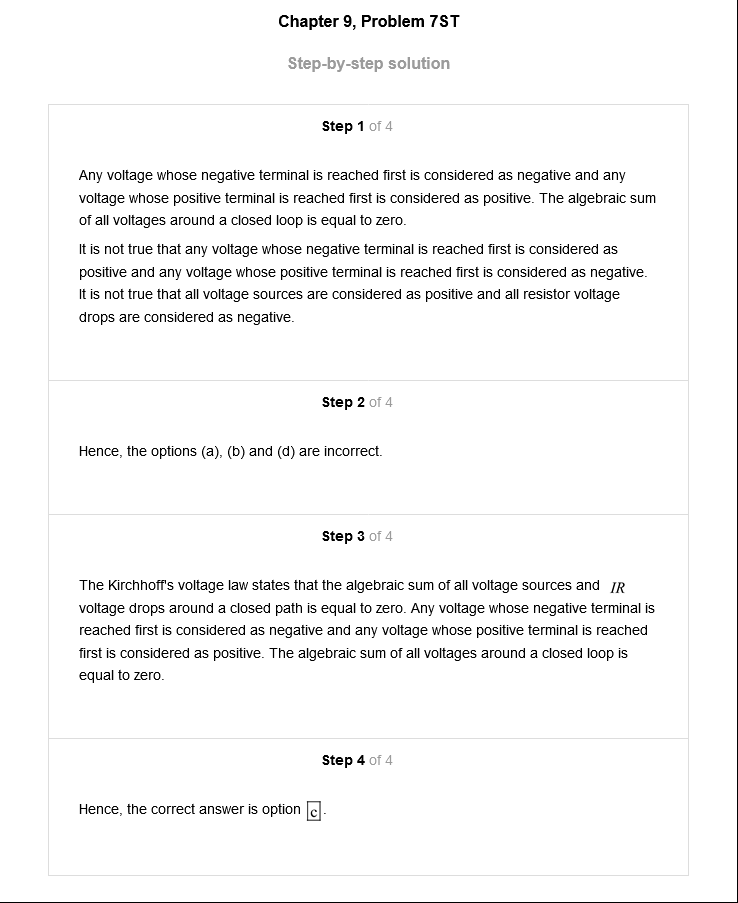 Chapter 9, Problem 7ST
Step-by-step solution
Step 1 of 4
Any voltage whose negative terminal is reached first is considered as negative and any
voltage whose positive terminal is reached first is considered as positive. The algebraic sum
of all voltages around a closed loop is equal to zero.
It is not true that any voltage whose negative terminal is reached first is considered as
positive and any voltage whose positive terminal is reached first is considered as negative.
It is not true that all voltage sources are considered as positive and all resistor voltage
drops are considered as negative.
Step 2 of 4
Hence, the options (a), (b) and (d) are incorrect.
Step 3 of 4
The Kirchhoff's voltage law states that the algebraic sum of all voltage sources and IR
voltage drops around a closed path is equal to zero. Any voltage whose negative terminal is
reached first is considered as negative and any voltage whose positive terminal is reached
first is considered as positive. The algebraic sum of all voltages around a closed loop is
equal to zero.
Step 4 of 4
Hence, the correct answer is option c.